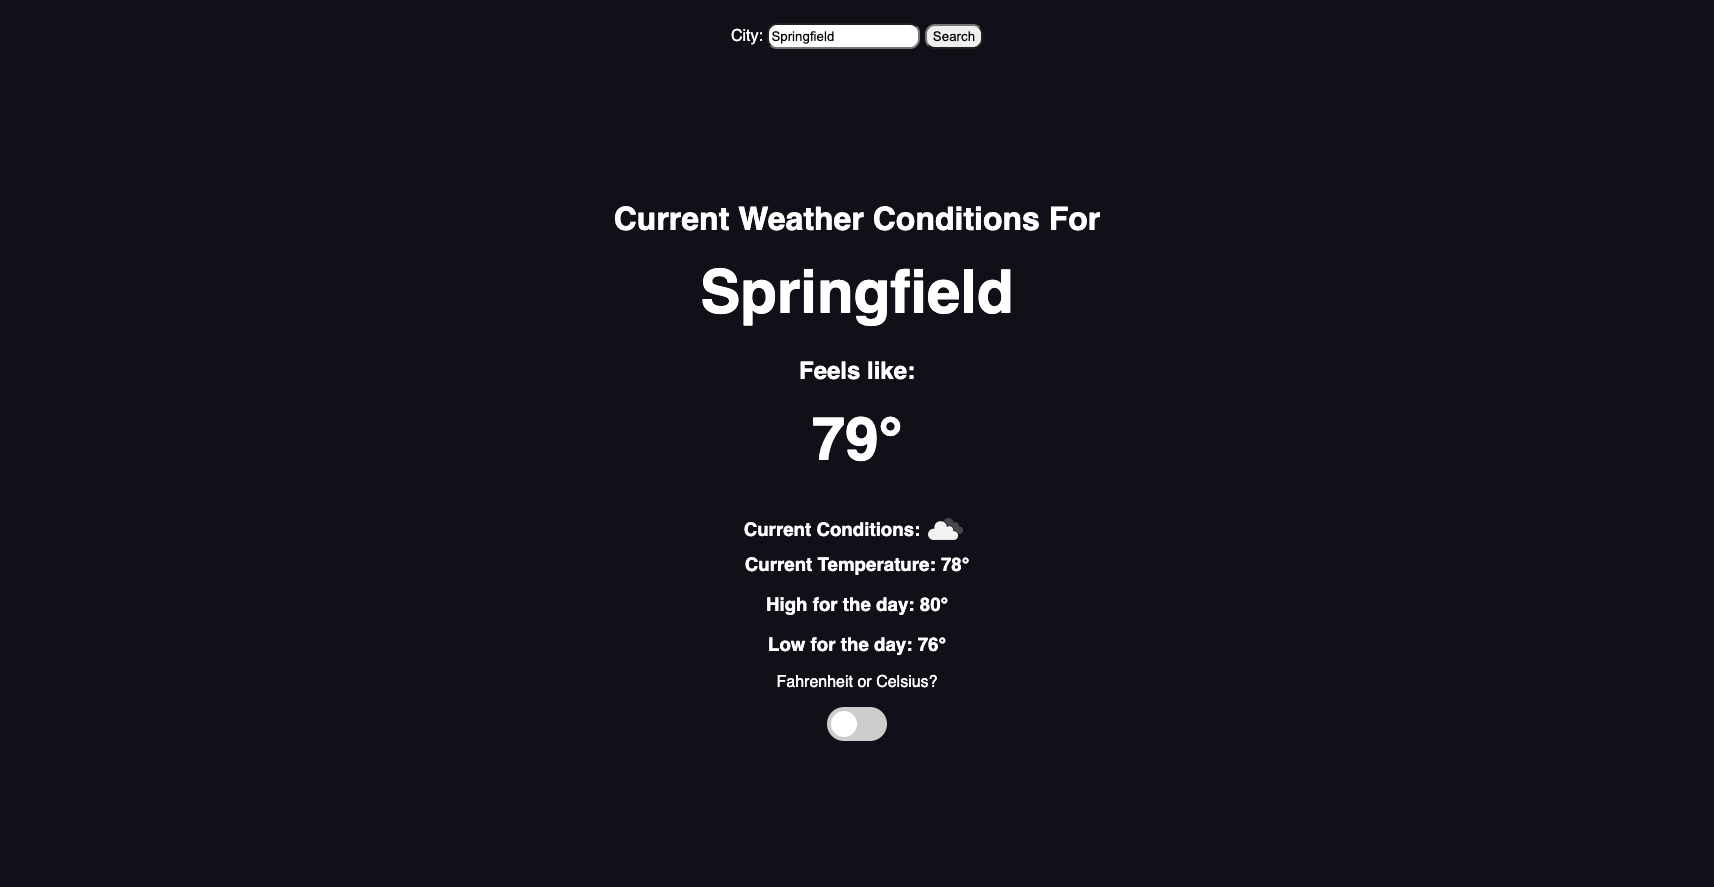 City: Springfield Search
Current Weather Conditions For
Springfield
Feels like:
79°
Current Conditions:
Current Temperature: 78°
High for the day: 80°
Low for the day: 76°
Fahrenheit or Celsius?